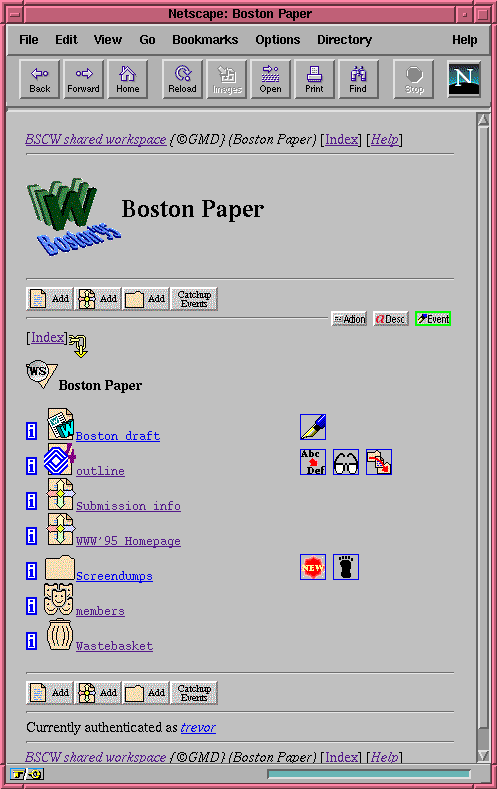 Netscape: Boston Paper
File Edit View Go Bookmarks Options Directory Help
Back Forward Home Reload Images Open Print Find Stop N
BSCW shared workspace {©GMD} (Boston Paper) [Index] [Help]
W Boston'95 Boston Paper
Add Add Add Catchup Events
Action Desc Event
[Index]
WS Boston Paper
i W Boston draft
i outline Abc Def
i Submission info
i WWW'95 Homepage
i Screendumps NEW
i members
i Wastebasket
Add Add Add Catchup Events
Currently authenticated as trevor
BSCW shared workspace {©GMD} (Boston Paper) [Index] [Help]